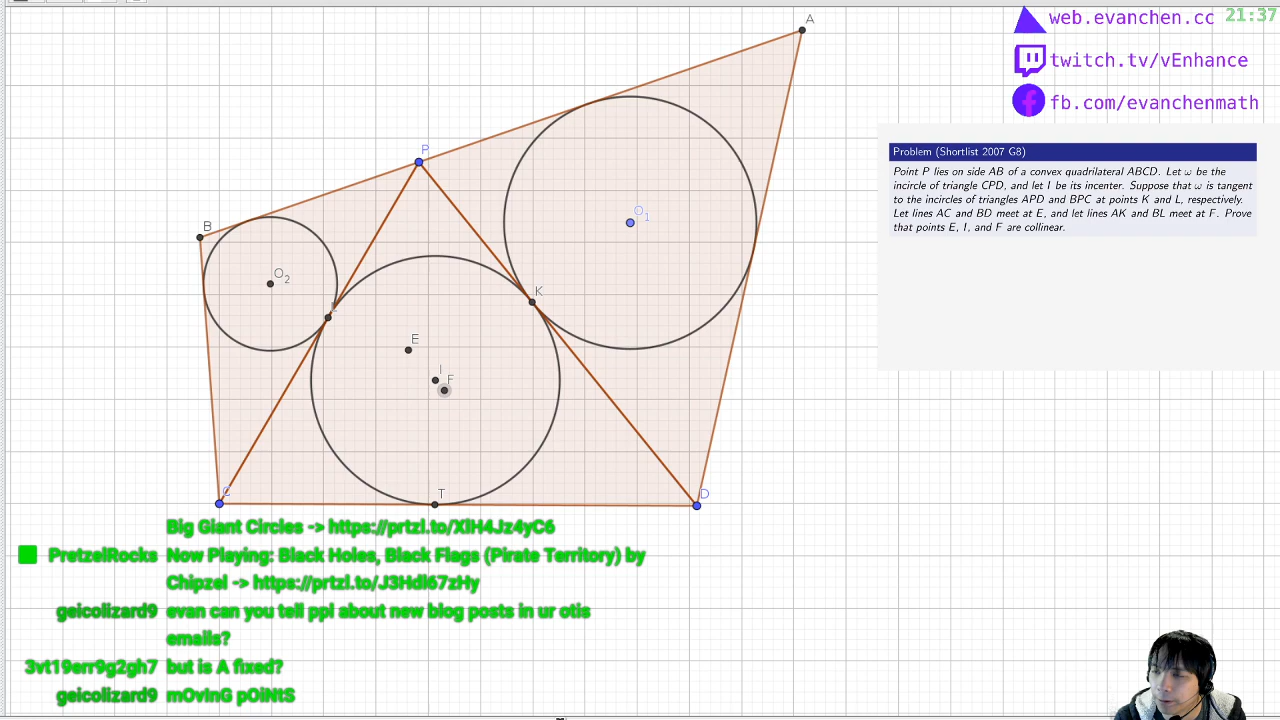 A
web.evanchen.cc
21:37
twitch.tv/vEnhance
fb.com/evanchenmath
P
Problem (Shortlist 2007 G8)
Point P lies on side AB of a convex quadrilateral ABCD. Let ω be the
incircle of triangle CPD, and let I be its incenter. Suppose that ω is tangent
to the incircles of triangles APD and BPC at points K and L, respectively.
Let lines AC and BD meet at E, and let lines AK and BL meet at F. Prove
that points E, I, and F are collinear.
B
O1
O2
K
L
E
I
F
C
T
D
Big Giant Circles -> https://prtzl.to/XlH4Jz4yC6
PretzelRocks Now Playing: Black Holes, Black Flags (Pirate Territory) by
Chipzel -> https://prtzl.to/J3Hdl67zHy
geicolizard9 evan can you tell ppl about new blog posts in ur otis
emails?
3vt19err9g2gh7 but is A fixed?
geicolizard9 mOvInG pOiNtS